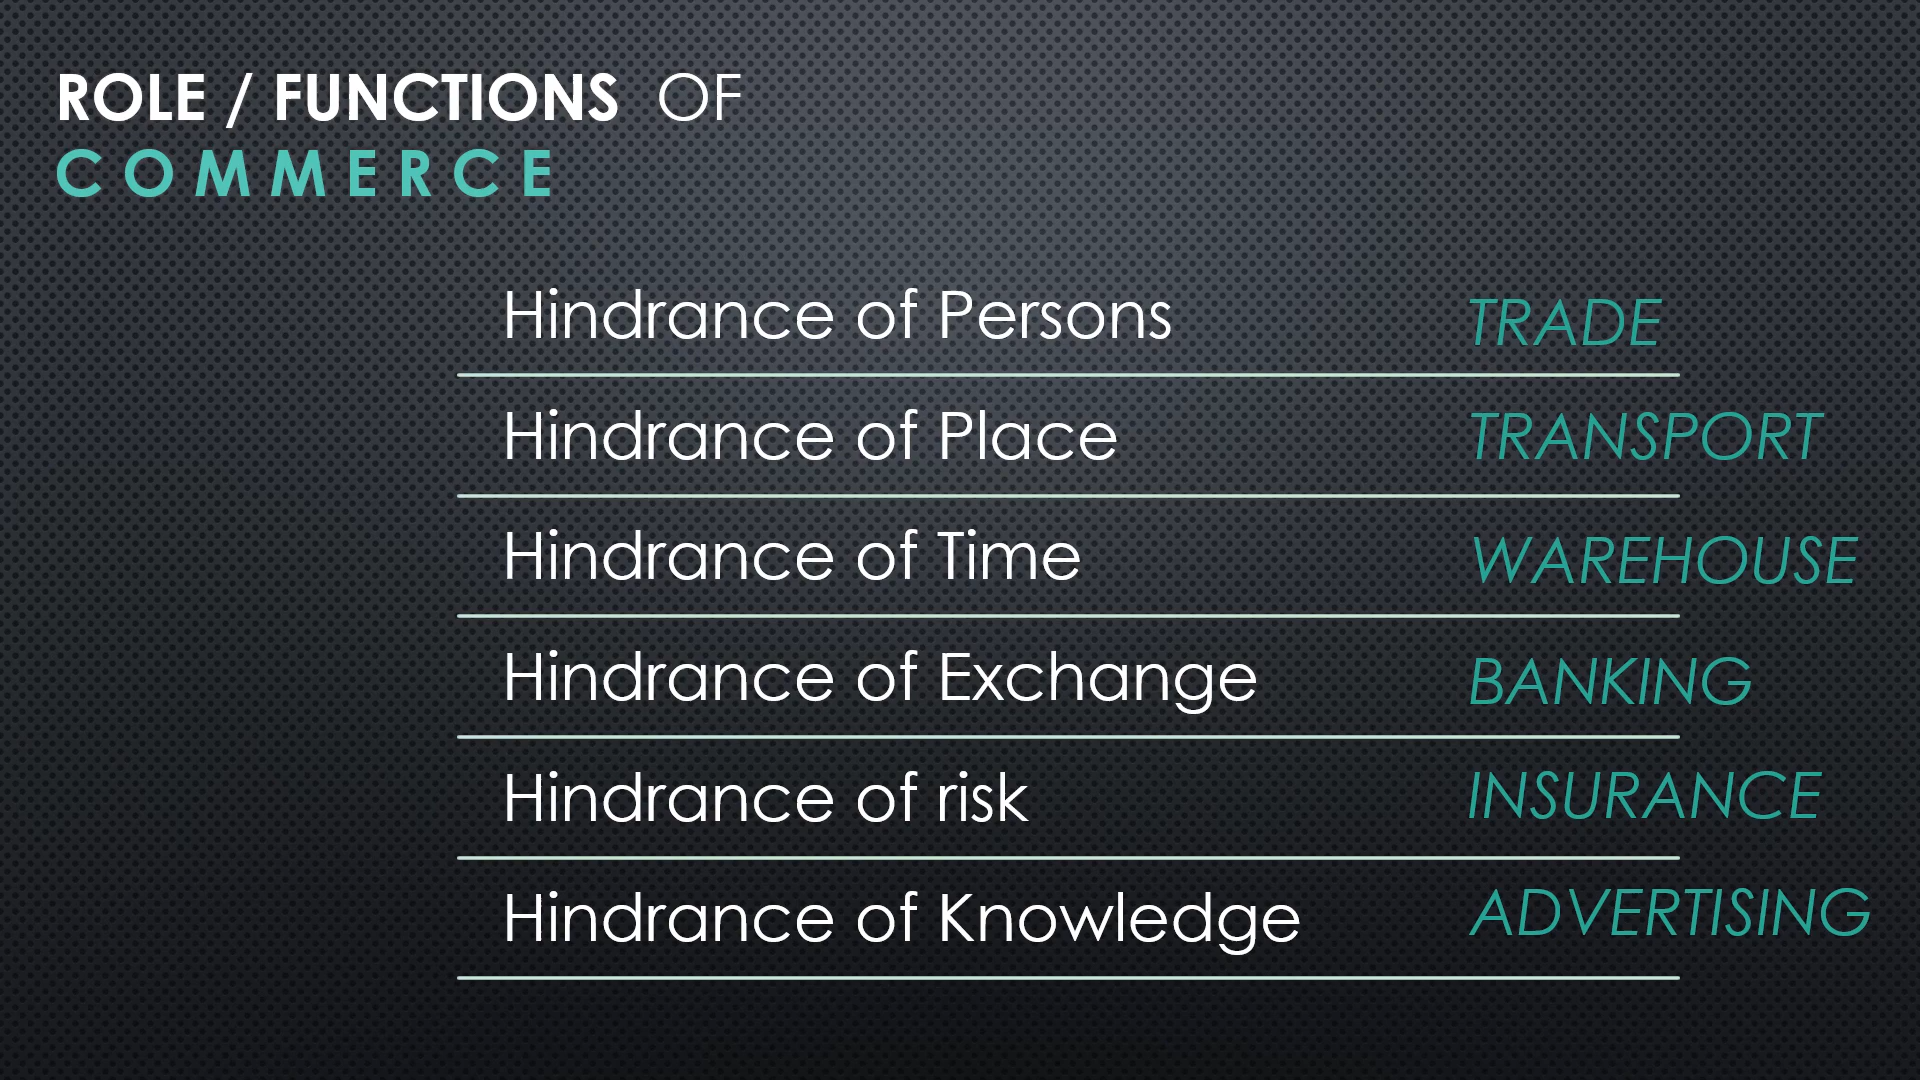 ROLE / FUNCTIONS OF
COMMERCE
Hindrance of Persons TRADE
Hindrance of Place TRANSPORT
Hindrance of Time WAREHOUSE
Hindrance of Exchange BANKING
Hindrance of risk INSURANCE
Hindrance of Knowledge ADVERTISING